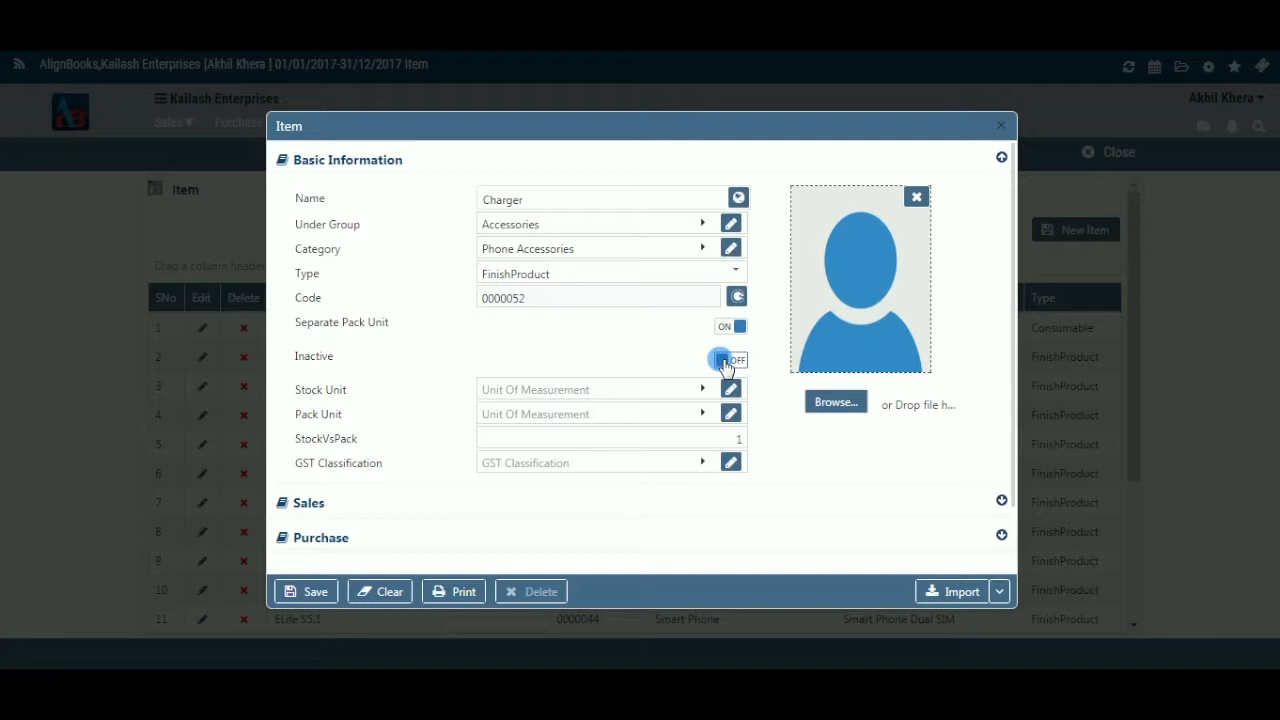 AlignBooks,Kailash Enterprises [Akhil Khera ] 01/01/2017-31/12/2017 Item
Kailash Enterprises
Akhil Khera
Sales
Purchase
Close
Item
New Item
Drag a column header
SNo Edit Delete Type
1 Consumable
2 FinishProduct
3 FinishProduct
4 FinishProduct
5 FinishProduct
6 FinishProduct
7 FinishProduct
8 FinishProduct
9 FinishProduct
10 FinishProduct
11 ELife S5.1 0000044 Smart Phone Smart Phone Dual SIM FinishProduct
Item
Basic Information
Name Charger
Under Group Accessories
Category Phone Accessories
Type FinishProduct
Code 0000052
Separate Pack Unit ON
Inactive OFF
Stock Unit Unit Of Measurement
Pack Unit Unit Of Measurement
StockVsPack 1
GST Classification GST Classification
Browse... or Drop file h...
Sales
Purchase
Save Clear Print Delete Import